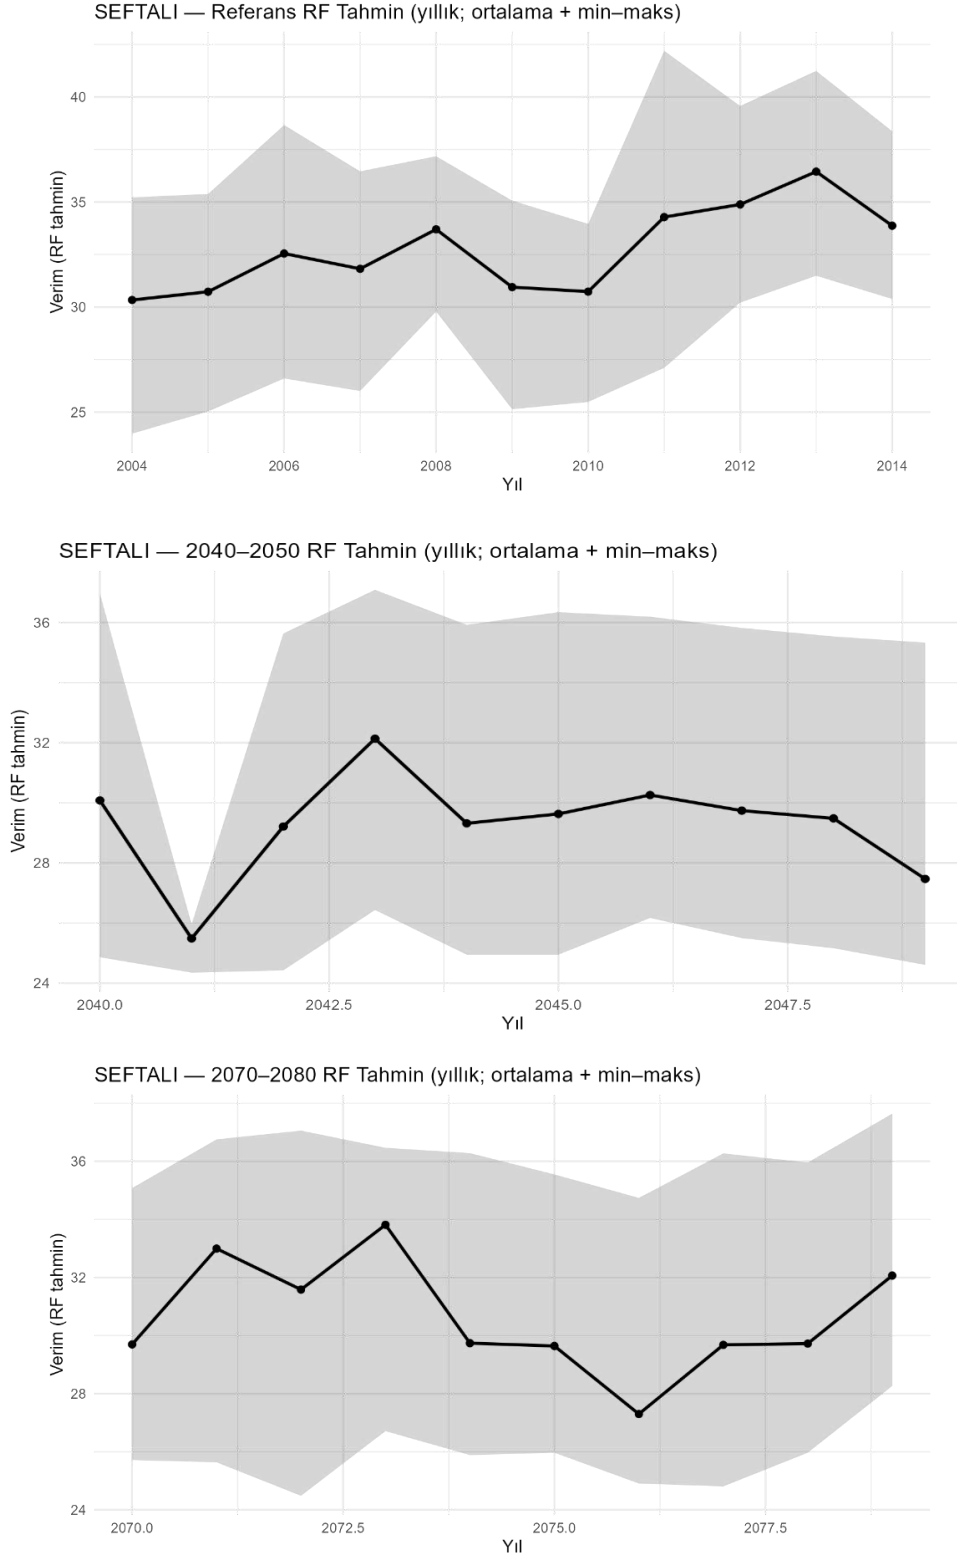 SEFTALI — Referans RF Tahmin (yıllık; ortalama + min–maks)
Verim (RF tahmin)
40
35
30
25
2004 2006 2008 2010 2012 2014
Yıl
SEFTALI — 2040–2050 RF Tahmin (yıllık; ortalama + min–maks)
Verim (RF tahmin)
36
32
28
24
2040.0 2042.5 2045.0 2047.5
Yıl
SEFTALI — 2070–2080 RF Tahmin (yıllık; ortalama + min–maks)
Verim (RF tahmin)
36
32
28
24
2070.0 2072.5 2075.0 2077.5
Yıl